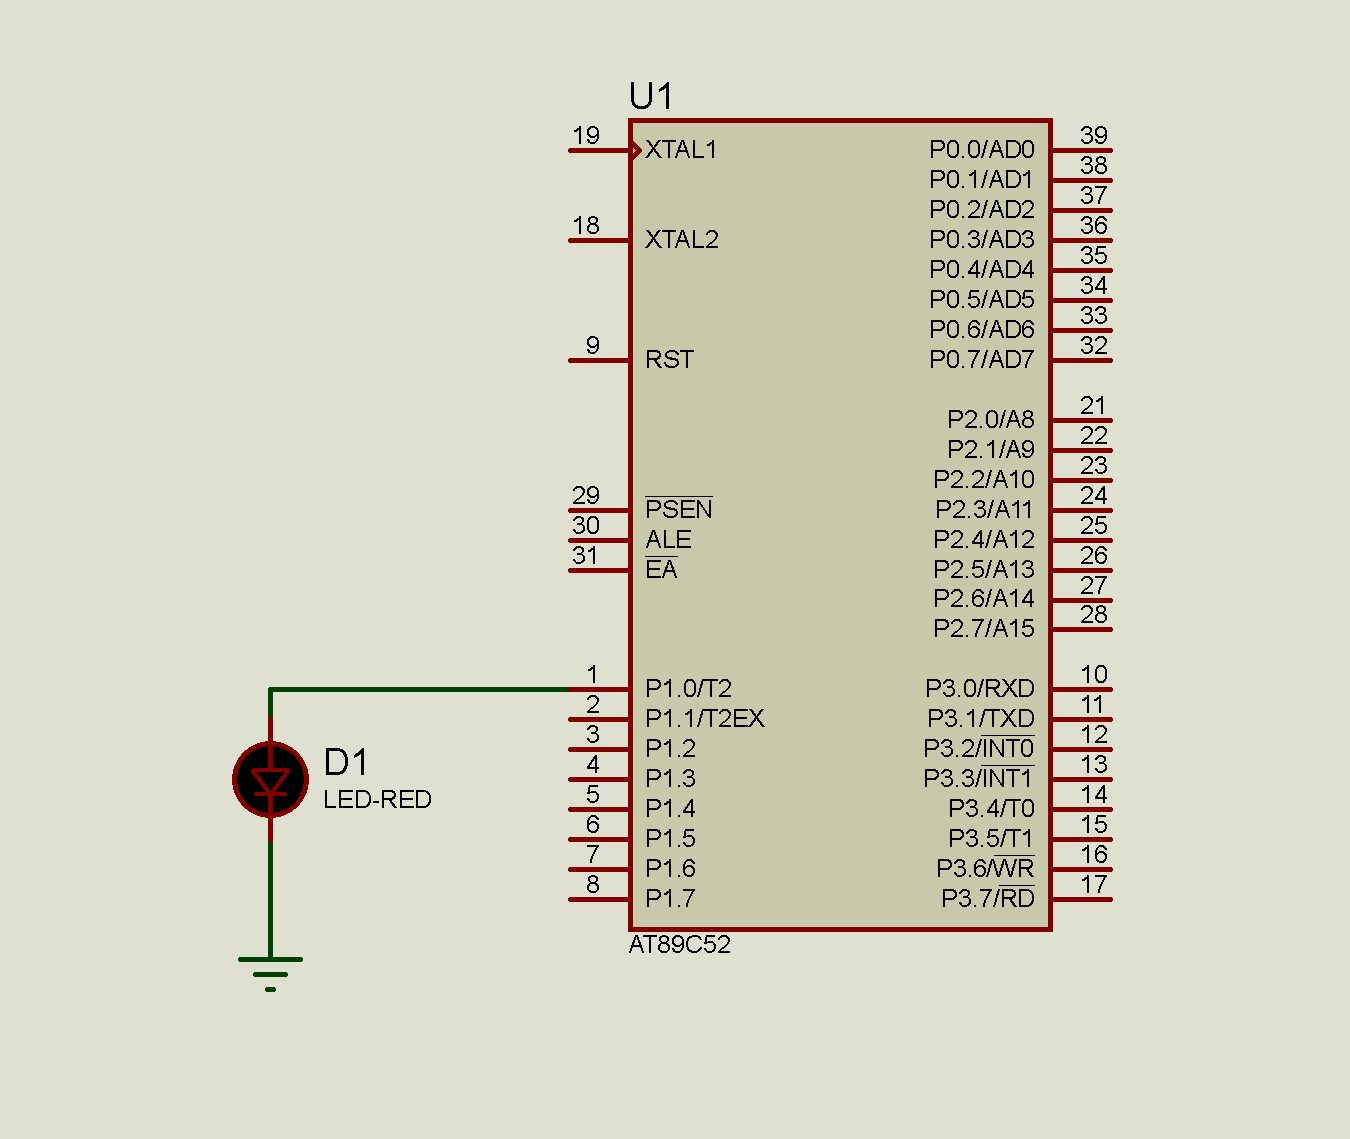 U1
19 XTAL1 P0.0/AD0 39
P0.1/AD1 38
P0.2/AD2 37
18 XTAL2 P0.3/AD3 36
P0.4/AD4 35
P0.5/AD5 34
P0.6/AD6 33
9 RST P0.7/AD7 32
P2.0/A8 21
P2.1/A9 22
P2.2/A10 23
29 PSEN P2.3/A11 24
30 ALE P2.4/A12 25
31 EA P2.5/A13 26
P2.6/A14 27
P2.7/A15 28
1 P1.0/T2 P3.0/RXD 10
2 P1.1/T2EX P3.1/TXD 11
3 P1.2 P3.2/INT0 12
D1 4 P1.3 P3.3/INT1 13
LED-RED 5 P1.4 P3.4/T0 14
6 P1.5 P3.5/T1 15
7 P1.6 P3.6/WR 16
8 P1.7 P3.7/RD 17
AT89C52